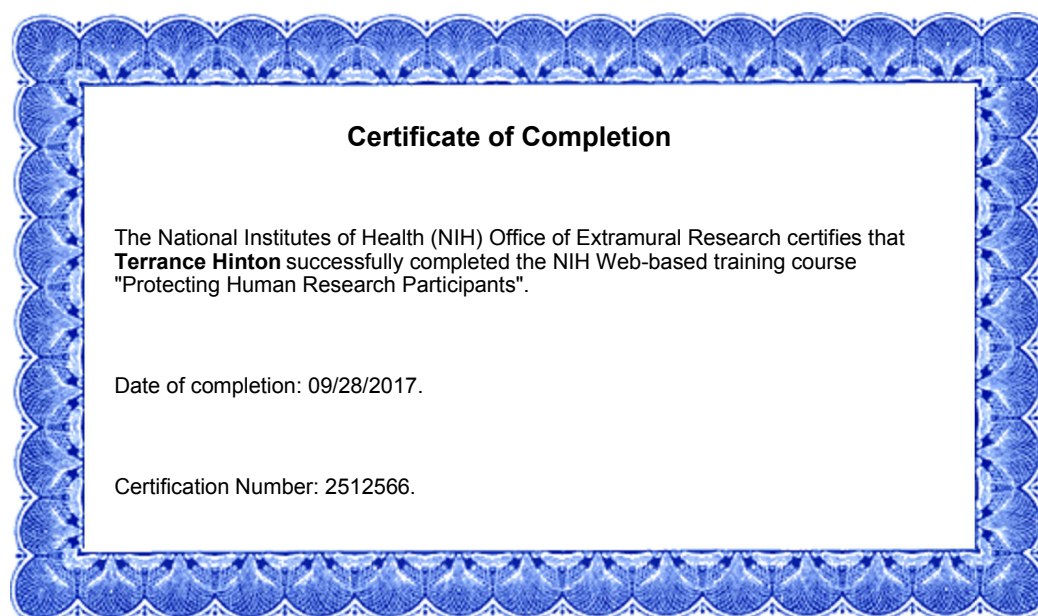 Certificate of Completion
The National Institutes of Health (NIH) Office of Extramural Research certifies that
Terrance Hinton successfully completed the NIH Web-based training course
"Protecting Human Research Participants".
Date of completion: 09/28/2017.
Certification Number: 2512566.